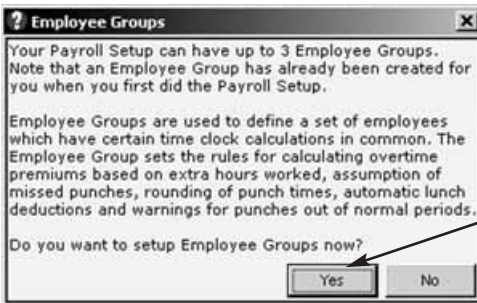 ? Employee Groups x
Your Payroll Setup can have up to 3 Employee Groups.
Note that an Employee Group has already been created for
you when you first did the Payroll Setup.
Employee Groups are used to define a set of employees
which have certain time clock calculations in common. The
Employee Group sets the rules for calculating overtime
premiums based on extra hours worked, assumption of
missed punches, rounding of punch times, automatic lunch
deductions and warnings for punches out of normal periods.
Do you want to setup Employee Groups now?
Yes No